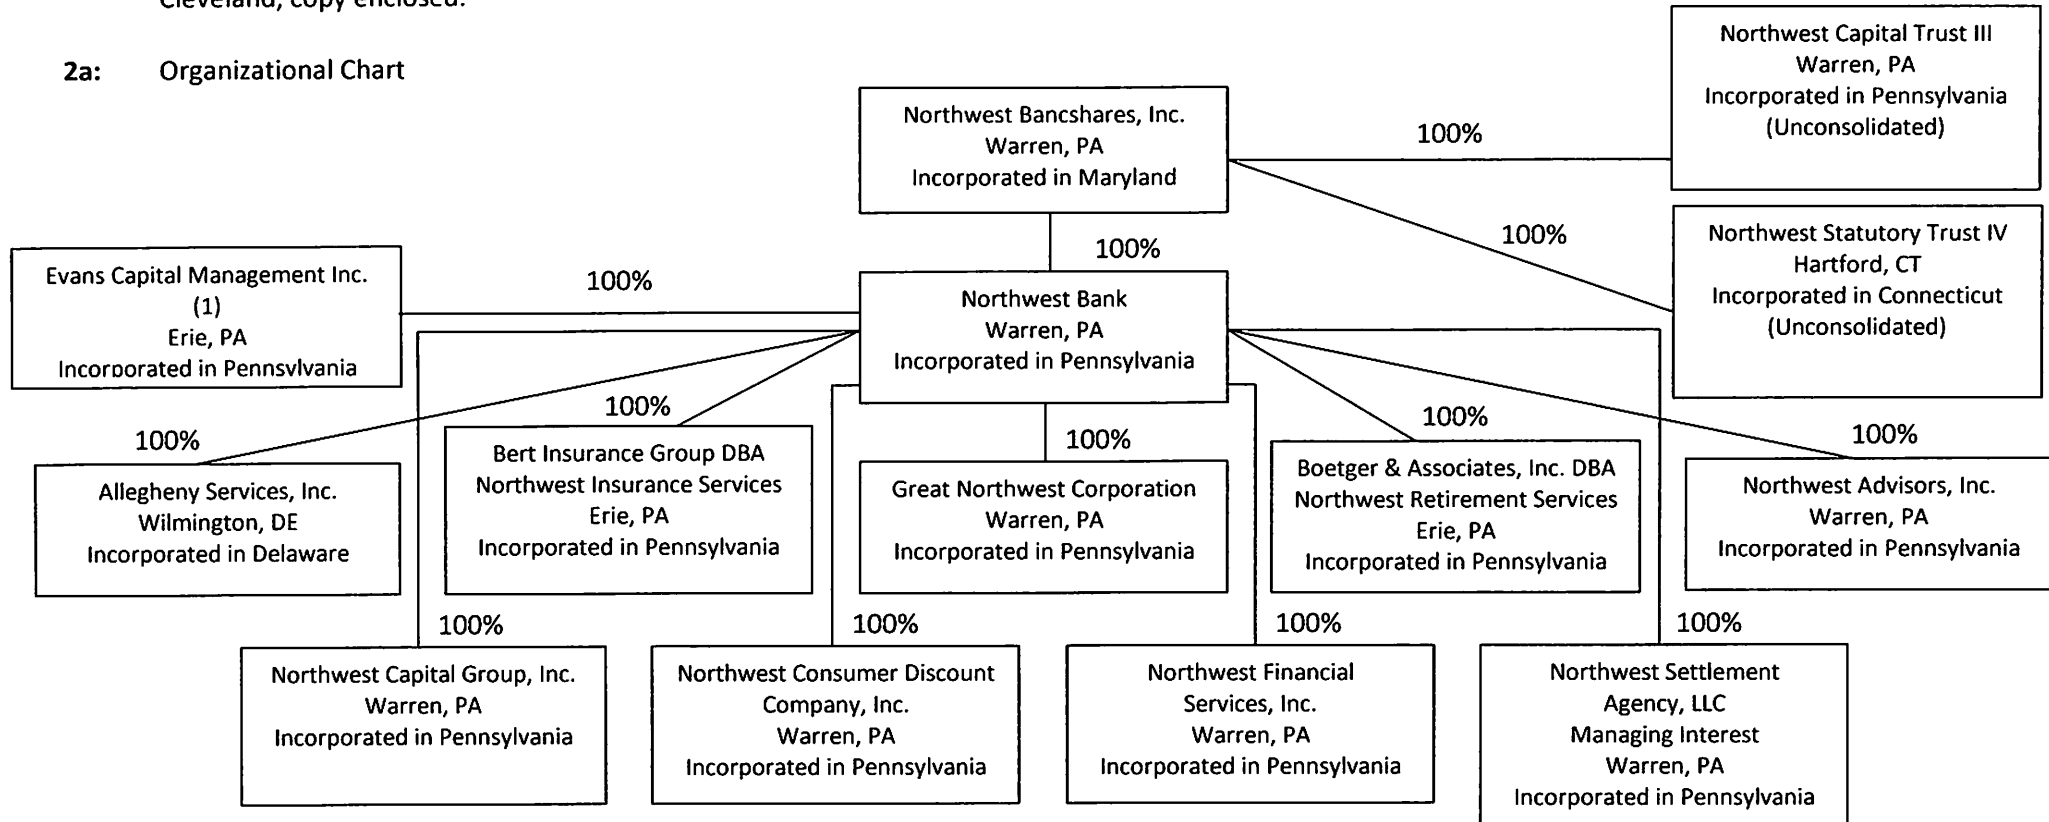 Cleveland, copy enclosed.
2a: Organizational Chart
Northwest Capital Trust III
Warren, PA
Incorporated in Pennsylvania
(Unconsolidated)
Northwest Bancshares, Inc.
Warren, PA
Incorporated in Maryland
100%
100%
100%
Northwest Statutory Trust IV
Hartford, CT
Incorporated in Connecticut
(Unconsolidated)
Evans Capital Management Inc.
(1)
Erie, PA
Incorporated in Pennsylvania
100%
Northwest Bank
Warren, PA
Incorporated in Pennsylvania
100%
Allegheny Services, Inc.
Wilmington, DE
Incorporated in Delaware
100%
Bert Insurance Group DBA
Northwest Insurance Services
Erie, PA
Incorporated in Pennsylvania
100%
Great Northwest Corporation
Warren, PA
Incorporated in Pennsylvania
100%
Boetger & Associates, Inc. DBA
Northwest Retirement Services
Erie, PA
Incorporated in Pennsylvania
100%
Northwest Advisors, Inc.
Warren, PA
Incorporated in Pennsylvania
100%
Northwest Capital Group, Inc.
Warren, PA
Incorporated in Pennsylvania
100%
Northwest Consumer Discount
Company, Inc.
Warren, PA
Incorporated in Pennsylvania
100%
Northwest Financial
Services, Inc.
Warren, PA
Incorporated in Pennsylvania
100%
Northwest Settlement
Agency, LLC
Managing Interest
Warren, PA
Incorporated in Pennsylvania